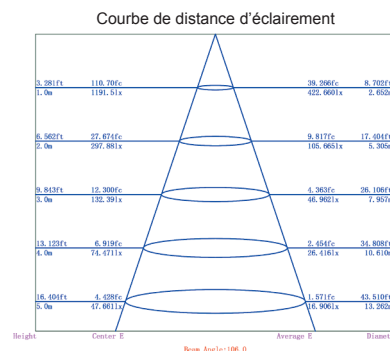 Courbe de distance d'éclairement
3.281ft 110.70fc 39.266fc 8.702ft
1.0m 1191.51x 422.6601x 2.652m
6.562ft 27.674fc 9.817fc 17.404ft
2.0m 297.881x 105.6651x 5.305m
9.843ft 12.300fc 4.363fc 26.106ft
3.0m 132.391x 46.9621x 7.957m
13.123ft 6.919fc 2.454fc 34.808ft
4.0m 74.4711x 26.4161x 10.610m
16.404ft 4.428fc 1.571fc 43.510ft
5.0m 47.6611x 16.9061x 13.262m
Height Center E Average E
Beam Angle:106.0